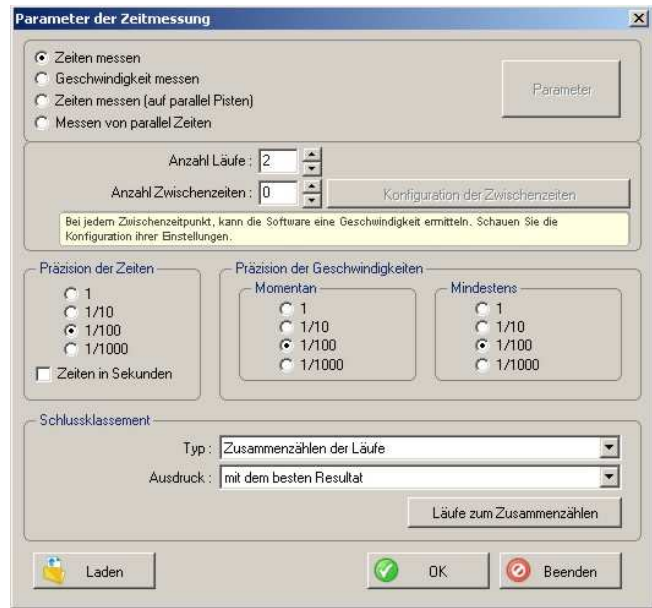 Parameter der Zeitmessung
Zeiten messen
Geschwindigkeit messen
Zeiten messen (auf parallel Pisten)
Messen von parallel Zeiten
Parameter
Anzahl Läufe : 2
Anzahl Zwischenzeiten : 0
Konfiguration der Zwischenzeiten
Bei jedem Zwischenzeitpunkt, kann die Software eine Geschwindigkeit ermitteln. Schauen Sie die
Konfiguration ihrer Einstellungen.
Präzision der Zeiten
1
1/10
1/100
1/1000
Zeiten in Sekunden
Präzision der Geschwindigkeiten
Momentan
1
1/10
1/100
1/1000
Mindestens
1
1/10
1/100
1/1000
Schlussklassement
Typ : Zusammenzählen der Läufe
Ausdruck : mit dem besten Resultat
Läufe zum Zusammenzählen
Laden
OK
Beenden